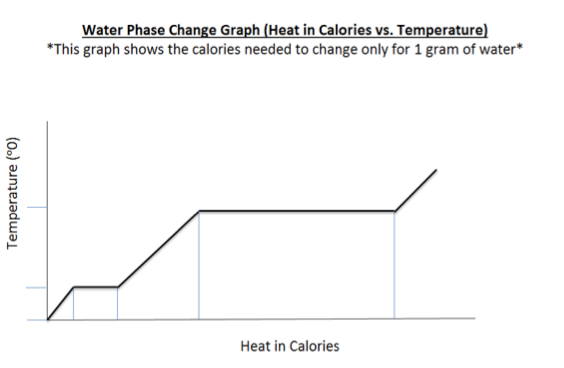 Water Phase Change Graph (Heat in Calories vs. Temperature)
*This graph shows the calories needed to change only for 1 gram of water*
Temperature (º0)
Heat in Calories